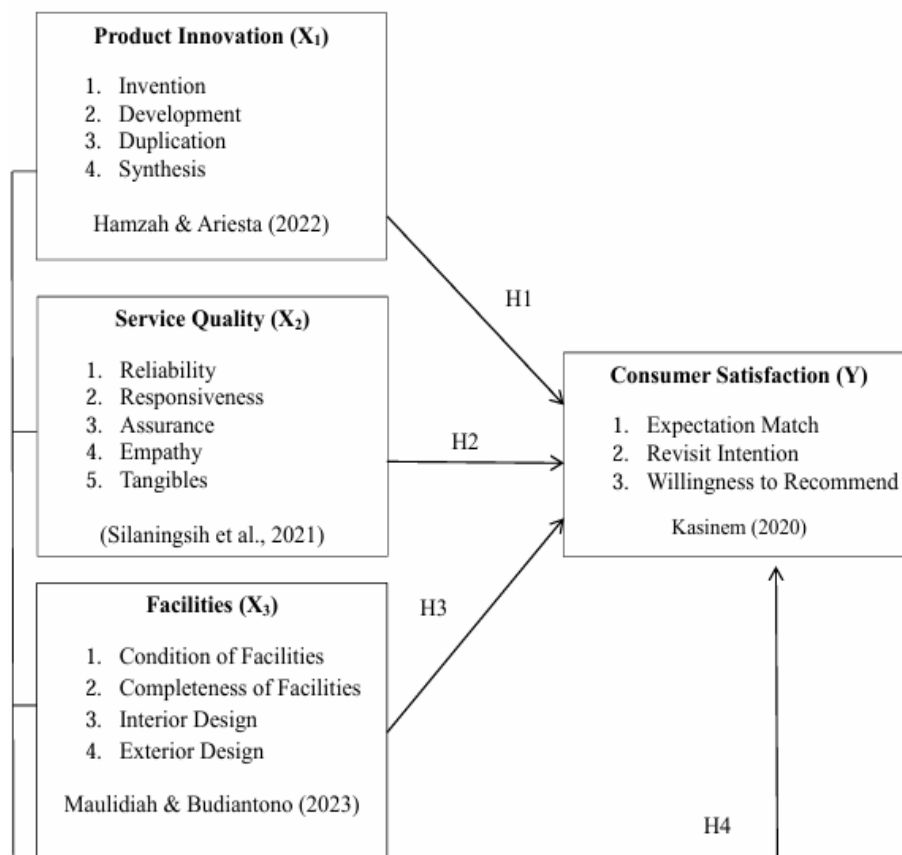 Product Innovation (X₁)
1. Invention
2. Development
3. Duplication
4. Synthesis
Hamzah & Ariesta (2022)
H1
Service Quality (X₂)
1. Reliability
2. Responsiveness
3. Assurance
4. Empathy
5. Tangibles
(Silaningsih et al., 2021)
H2
Consumer Satisfaction (Y)
1. Expectation Match
2. Revisit Intention
3. Willingness to Recommend
Kasinem (2020)
Facilities (X₃)
1. Condition of Facilities
2. Completeness of Facilities
3. Interior Design
4. Exterior Design
Maulidiah & Budiantono (2023)
H3
H4